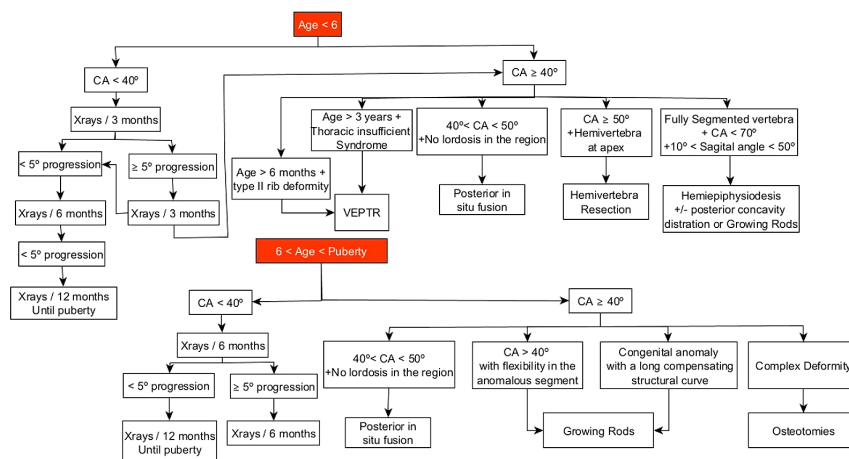 Age < 6
CA < 40º
CA ≥ 40º
Xrays / 3 months
< 5º progression
≥ 5º progression
Xrays / 6 months
Xrays / 3 months
< 5º progression
Xrays / 12 months
Until puberty
Age > 6 months +
type II rib deformity
Age > 3 years +
Thoracic insufficient
Syndrome
VEPTR
40º< CA < 50º
+No lordosis in the region
Posterior in
situ fusion
CA ≥ 50º
+Hemivertebra
at apex
Hemivertebra
Resection
Fully Segmented vertebra
+ CA < 70º
+10º < Sagital angle < 50º
Hemiepiphysiodesis
+/- posterior concavity
distration or Growing Rods
6 < Age < Puberty
CA < 40º
CA ≥ 40º
Xrays / 6 months
< 5º progression
≥ 5º progression
Xrays / 12 months
Until puberty
Xrays / 6 months
40º< CA < 50º
+No lordosis in the region
Posterior in
situ fusion
CA > 40º
with flexibility in the
anomalous segment
Congenital anomaly
with a long compensating
structural curve
Growing Rods
Complex Deformity
Osteotomies